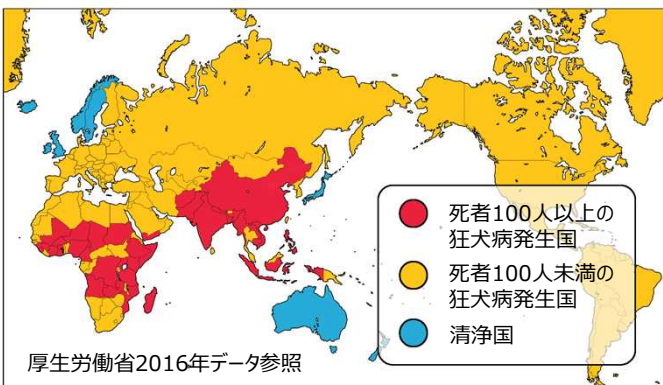 死者100人以上の
狂犬病発生国
死者100人未満の
狂犬病発生国
清浄国
厚生労働省2016年データ参照